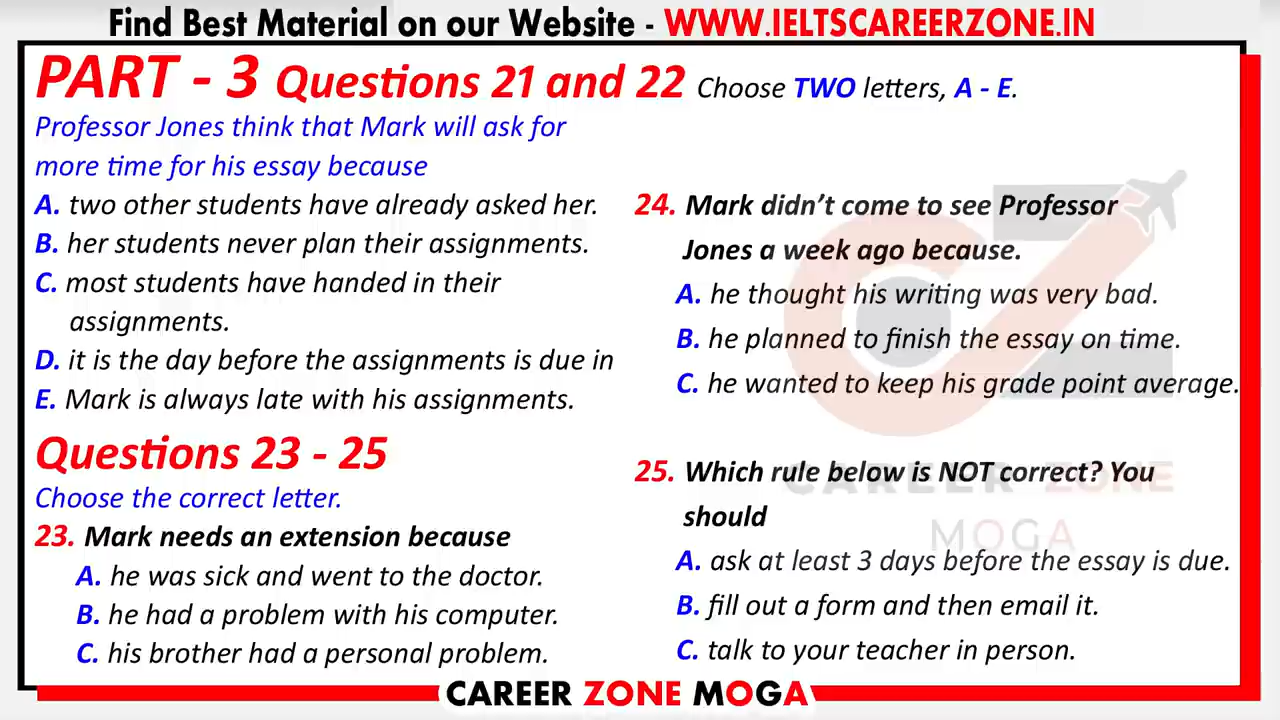 Find Best Material on our Website - WWW.IELTSCAREERZONE.IN
PART - 3 Questions 21 and 22 Choose TWO letters, A - E.
Professor Jones think that Mark will ask for
more time for his essay because
A. two other students have already asked her.
B. her students never plan their assignments.
C. most students have handed in their
assignments.
D. it is the day before the assignments is due in
E. Mark is always late with his assignments.
Questions 23 - 25
Choose the correct letter.
23. Mark needs an extension because
A. he was sick and went to the doctor.
B. he had a problem with his computer.
C. his brother had a personal problem.
24. Mark didn't come to see Professor
Jones a week ago because.
A. he thought his writing was very bad.
B. he planned to finish the essay on time.
C. he wanted to keep his grade point average.
25. Which rule below is NOT correct? You
should
A. ask at least 3 days before the essay is due.
B. fill out a form and then email it.
C. talk to your teacher in person.
CAREER ZONE
MOGA
CAREER ZONE MOGA